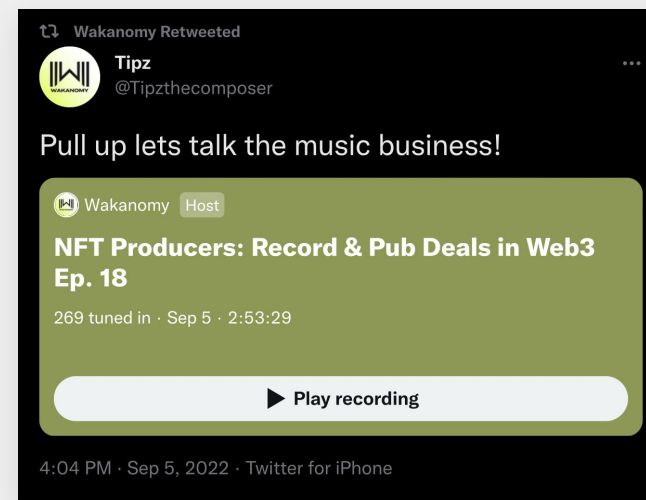 Wakanomy Retweeted
WAKANOMY
Tipz
@Tipzthecomposer
Pull up lets talk the music business!
Wakanomy Host
NFT Producers: Record & Pub Deals in Web3
Ep. 18
269 tuned in · Sep 5 · 2:53:29
Play recording
4:04 PM · Sep 5, 2022 · Twitter for iPhone